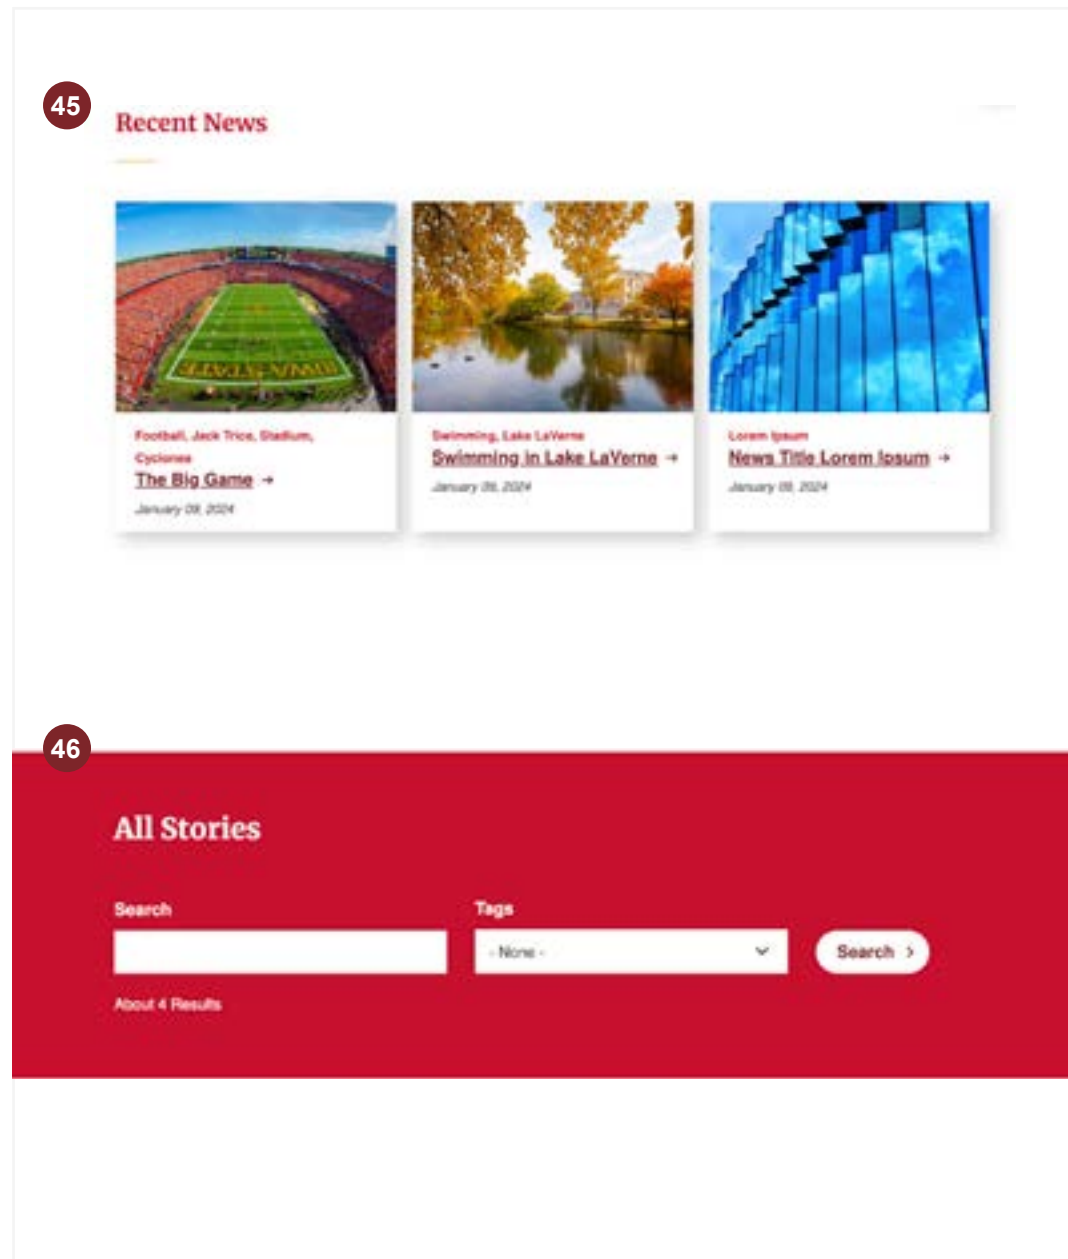 45
Recent News
IOWA STATE
Football, Jack Trice, Stadium,
Cyclones
The Big Game →
January 09, 2024
Swimming, Lake LaVerne
Swimming in Lake LaVerne →
January 09, 2024
Lorem Ipsum
News Title Lorem Ipsum →
January 09, 2024
46
All Stories
Search
Tags
- None -
Search >
About 4 Results